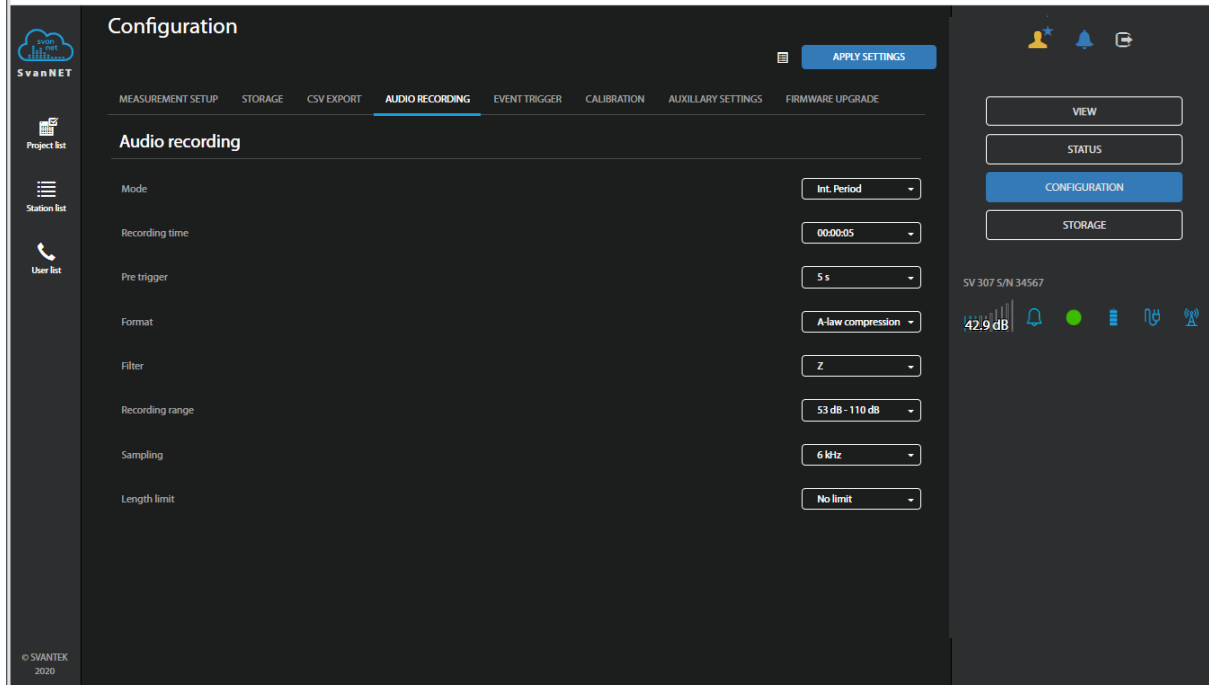 svan
net
SvanNET
Project list
Station list
User list
© SVANTEK
2020
Configuration
APPLY SETTINGS
MEASUREMENT SETUP STORAGE CSV EXPORT AUDIO RECORDING EVENT TRIGGER CALIBRATION AUXILLARY SETTINGS FIRMWARE UPGRADE
Audio recording
Mode Int. Period
Recording time 00:00:05
Pre trigger 5 s
Format A-law compression
Filter Z
Recording range 53 dB - 110 dB
Sampling 6 kHz
Length limit No limit
VIEW
STATUS
CONFIGURATION
STORAGE
SV 307 S/N 34567
42.9 dB